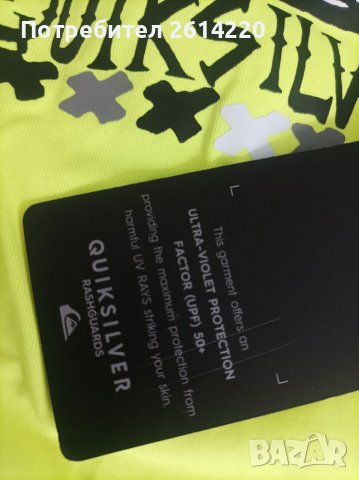 Потребител 2614220
QUIKSILV
This garment offers an
ULTRA-VIOLET PROTECTION
FACTOR (UPF) 50+
providing the maximum protection from
harmful UV RAYS striking your skin.
QUIKSILVER
RASHGUARDS
BAZAR